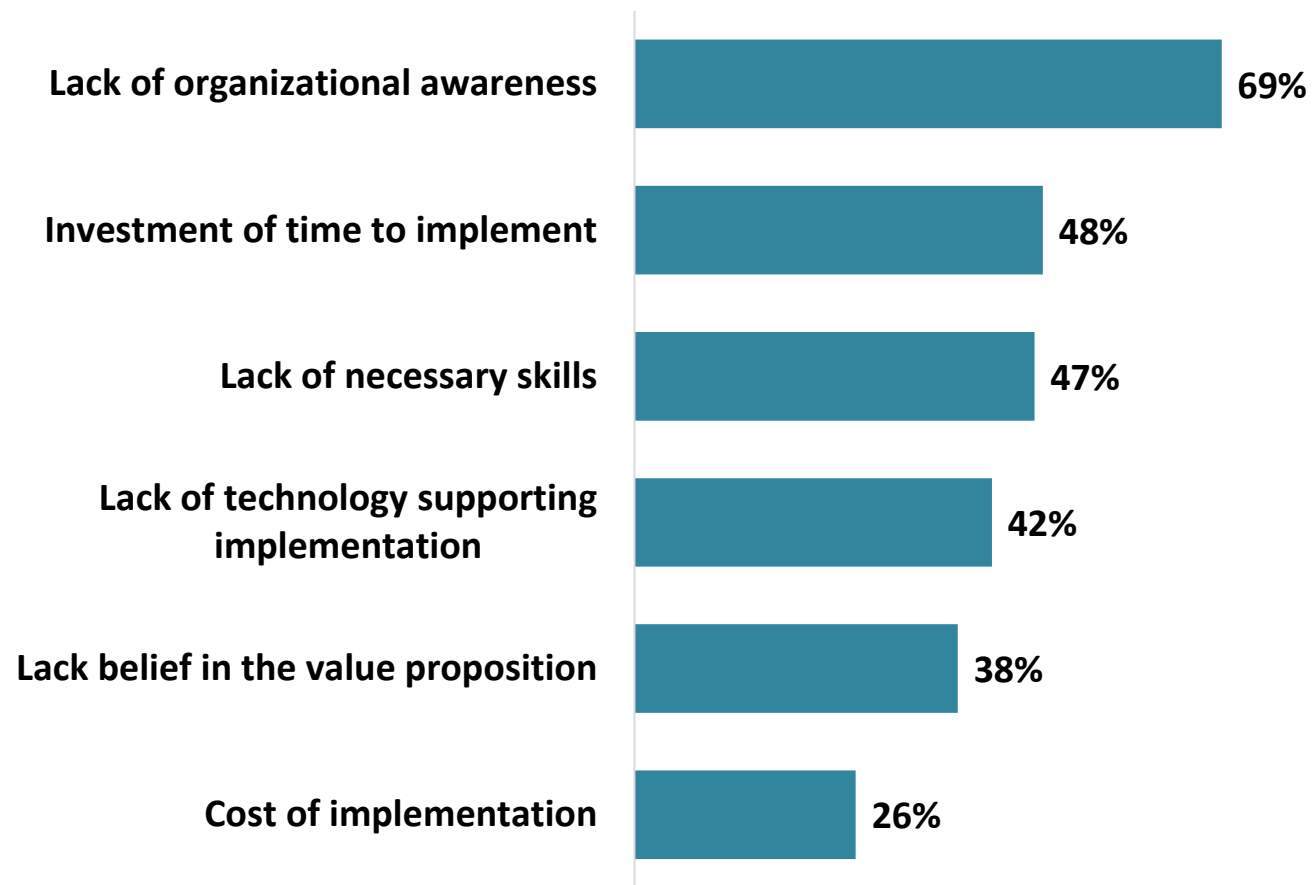 Lack of organizational awareness
69%
Investment of time to implement
48%
Lack of necessary skills
47%
Lack of technology supporting
implementation
42%
Lack belief in the value proposition
38%
Cost of implementation
26%